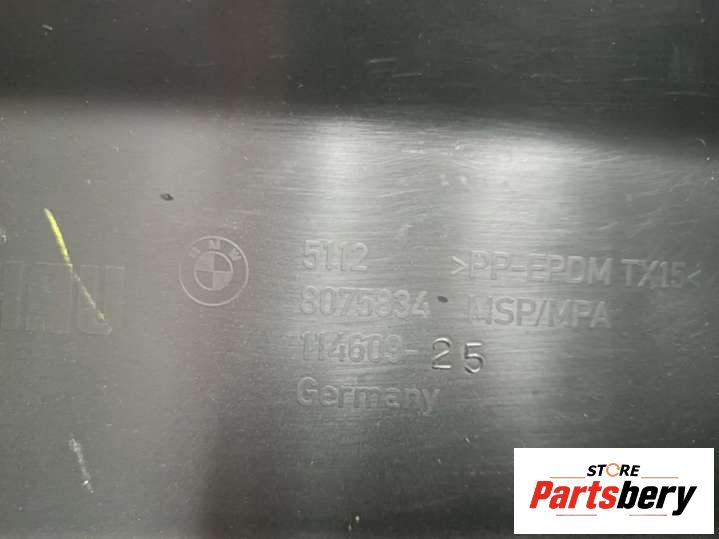 BMW
5112
8075834
114609-25
Germany
>PP-EPDM TX15<
MSP/MPA
STORE
Partsbery